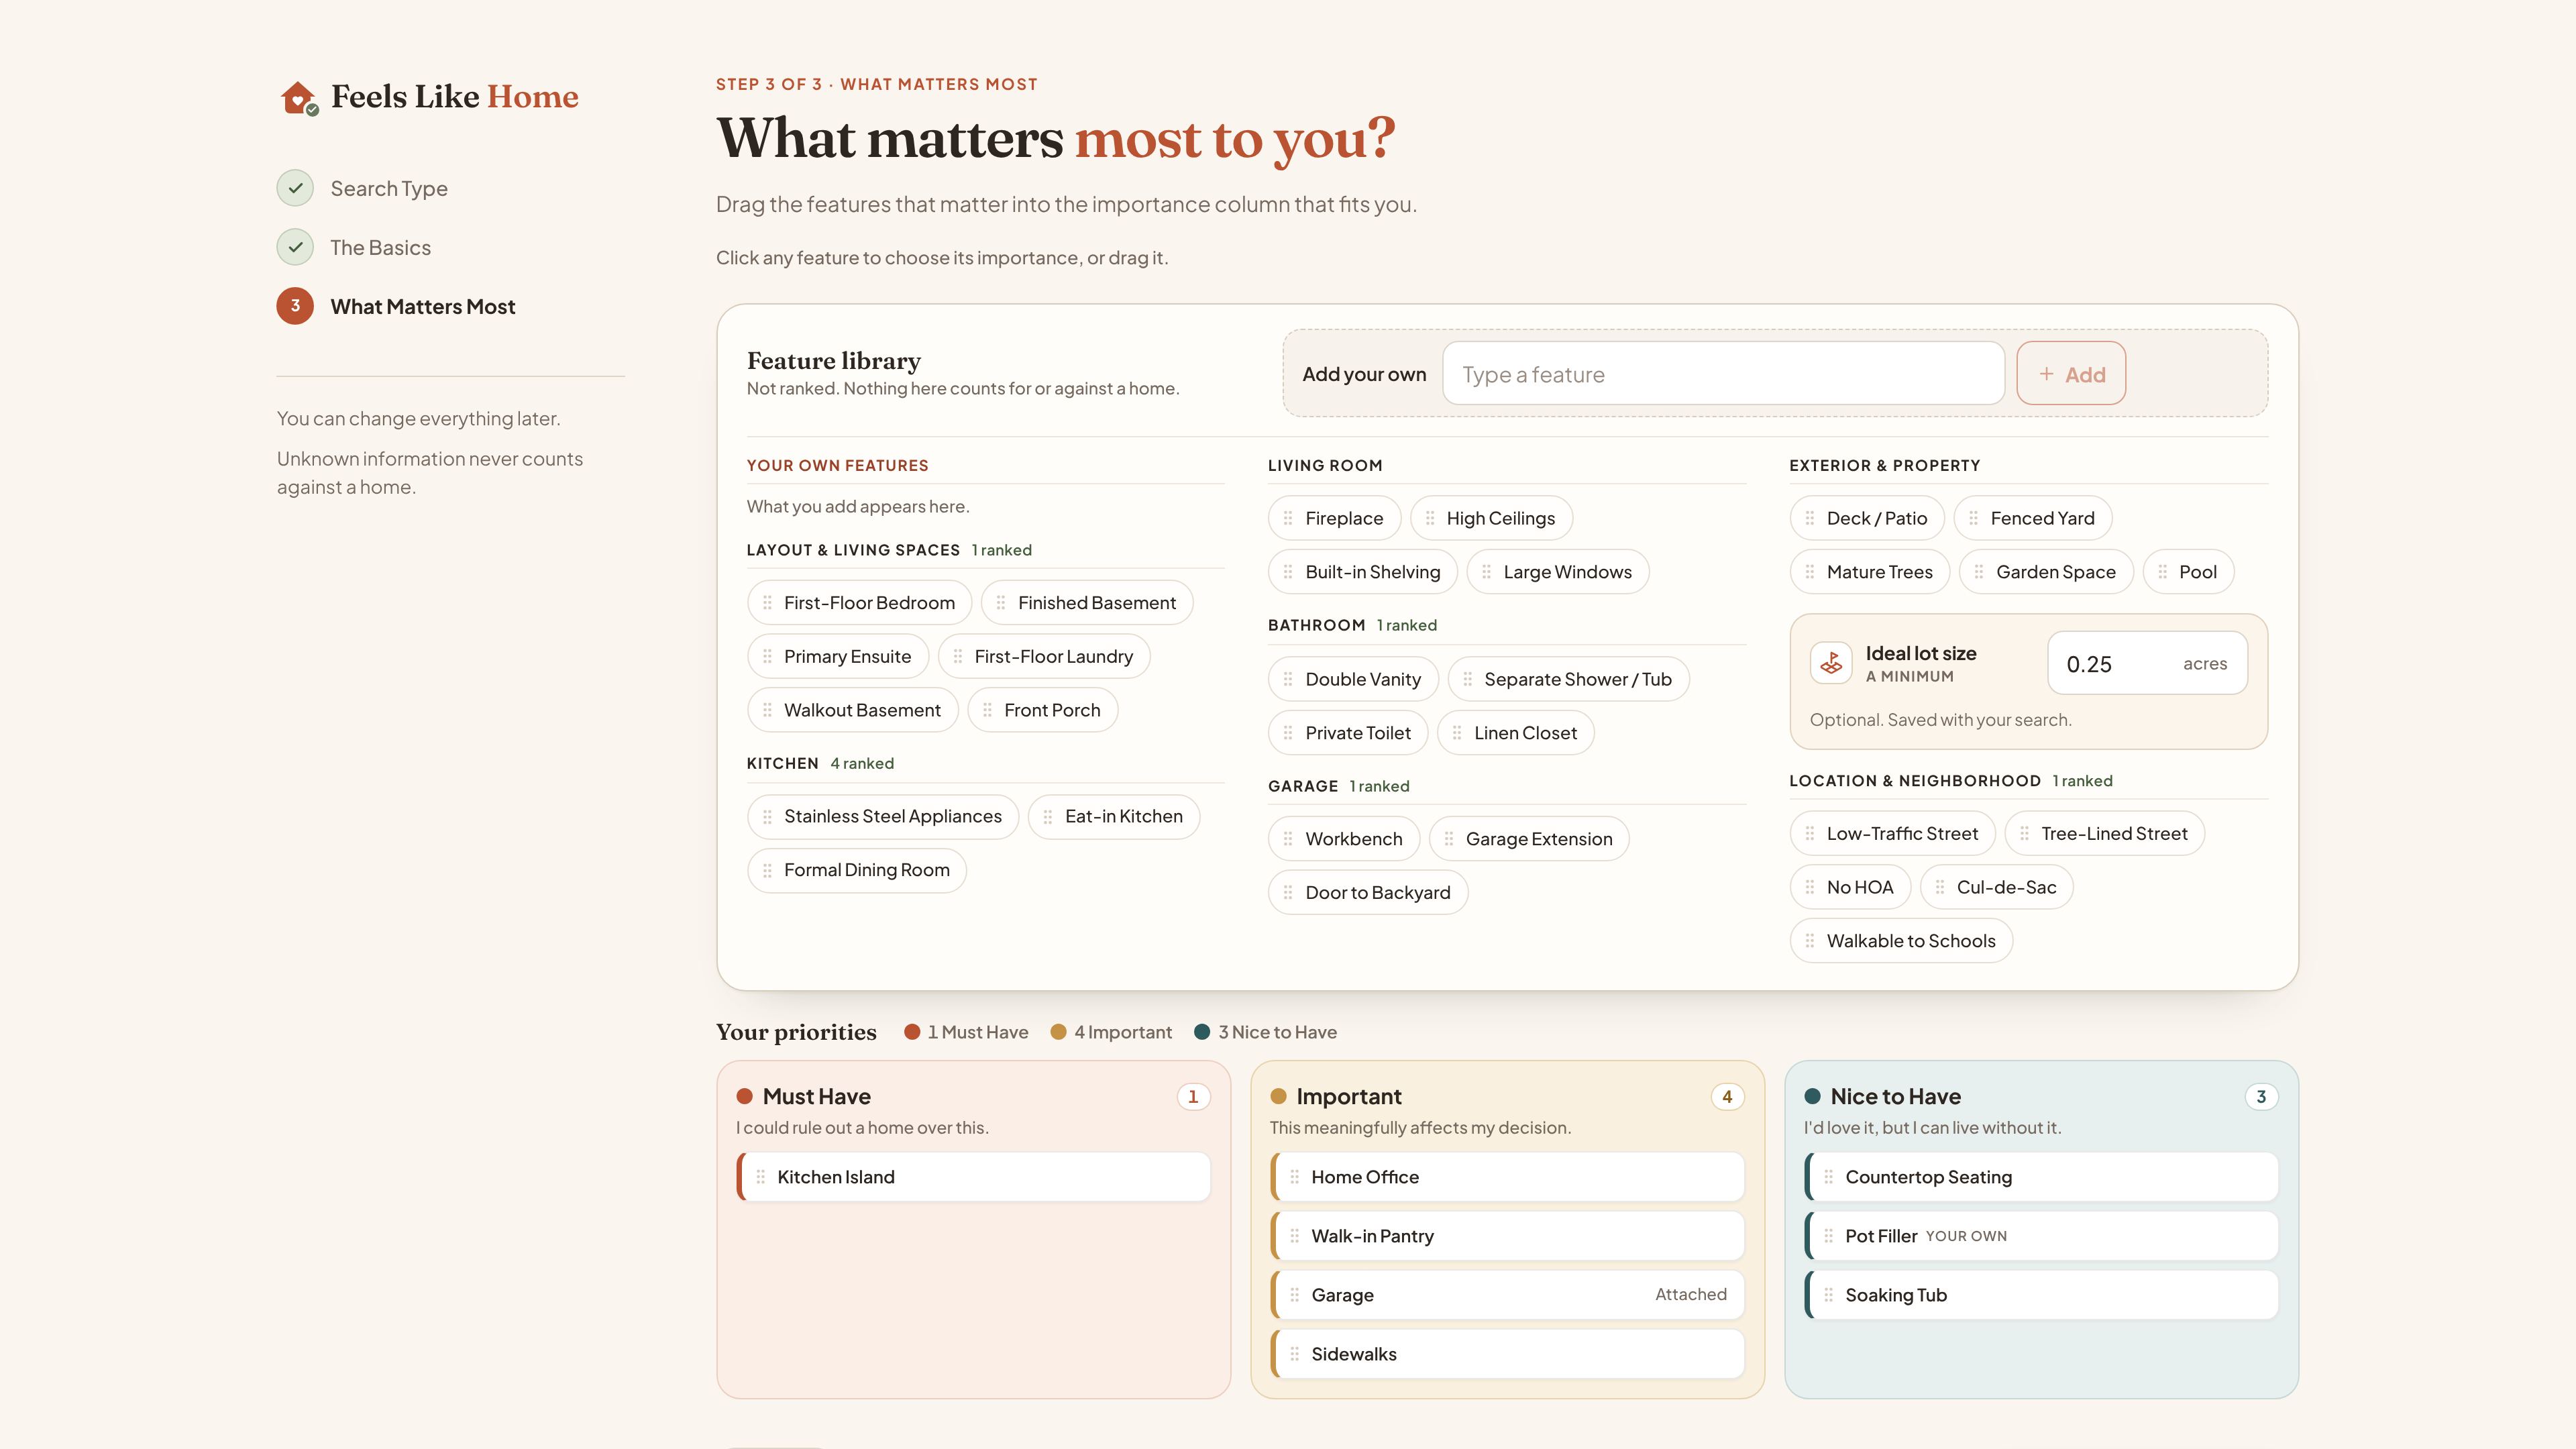 Feels Like Home
Search Type
The Basics
3 What Matters Most
You can change everything later.
Unknown information never counts
against a home.
STEP 3 OF 3 · WHAT MATTERS MOST
What matters most to you?
Drag the features that matter into the importance column that fits you.
Click any feature to choose its importance, or drag it.
Feature library
Not ranked. Nothing here counts for or against a home.
Add your own
Type a feature
+ Add
YOUR OWN FEATURES
What you add appears here.
LAYOUT & LIVING SPACES 1 ranked
First-Floor Bedroom Finished Basement
Primary Ensuite First-Floor Laundry
Walkout Basement Front Porch
KITCHEN 4 ranked
Stainless Steel Appliances Eat-in Kitchen
Formal Dining Room
LIVING ROOM
Fireplace High Ceilings
Built-in Shelving Large Windows
BATHROOM 1 ranked
Double Vanity Separate Shower / Tub
Private Toilet Linen Closet
GARAGE 1 ranked
Workbench Garage Extension
Door to Backyard
EXTERIOR & PROPERTY
Deck / Patio Fenced Yard
Mature Trees Garden Space Pool
Ideal lot size
A MINIMUM
0.25 acres
Optional. Saved with your search.
LOCATION & NEIGHBORHOOD 1 ranked
Low-Traffic Street Tree-Lined Street
No HOA Cul-de-Sac
Walkable to Schools
Your priorities 1 Must Have 4 Important 3 Nice to Have
Must Have 1
I could rule out a home over this.
Kitchen Island
Important 4
This meaningfully affects my decision.
Home Office
Walk-in Pantry
Garage Attached
Sidewalks
Nice to Have 3
I'd love it, but I can live without it.
Countertop Seating
Pot Filler YOUR OWN
Soaking Tub